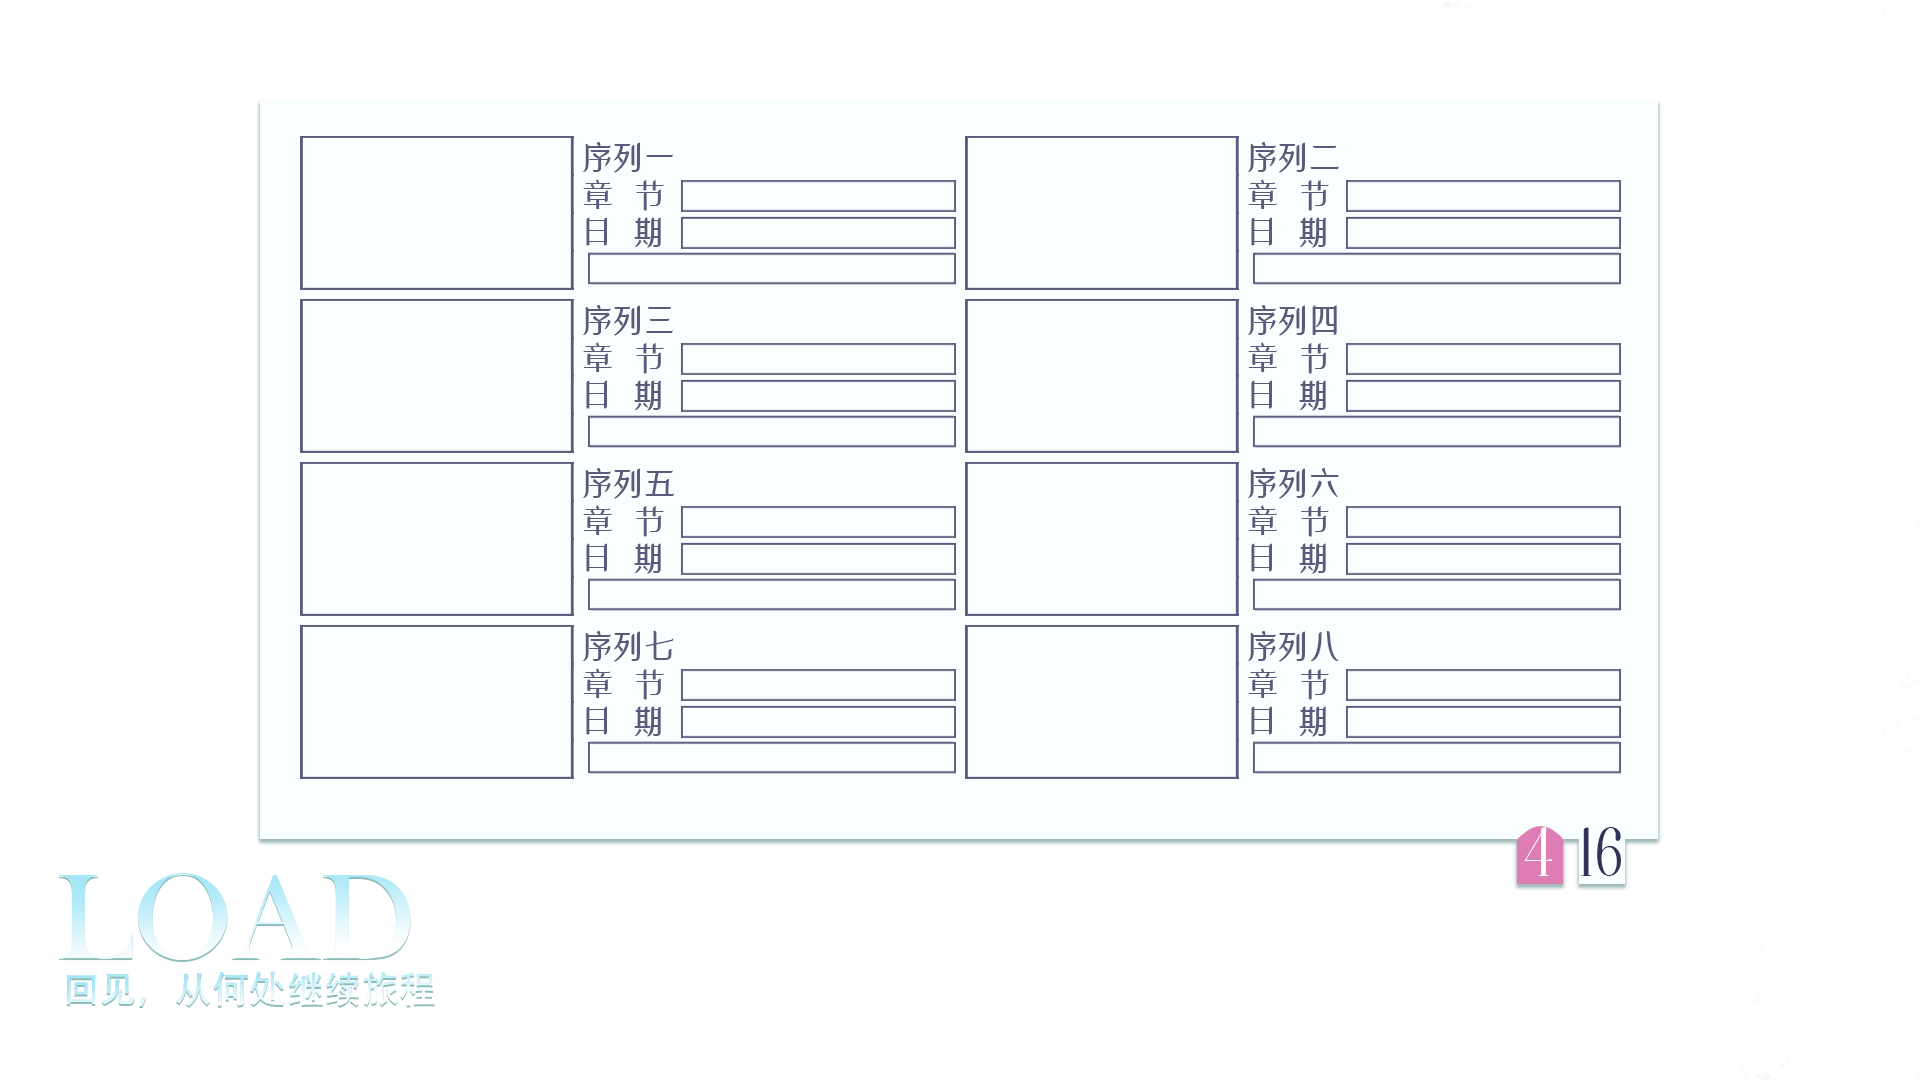 序列一
章 节
日 期
序列二
章 节
日 期
序列三
章 节
日 期
序列四
章 节
日 期
序列五
章 节
日 期
序列六
章 节
日 期
序列七
章 节
日 期
序列八
章 节
日 期
4 16
LOAD
回见，从何处继续旅程